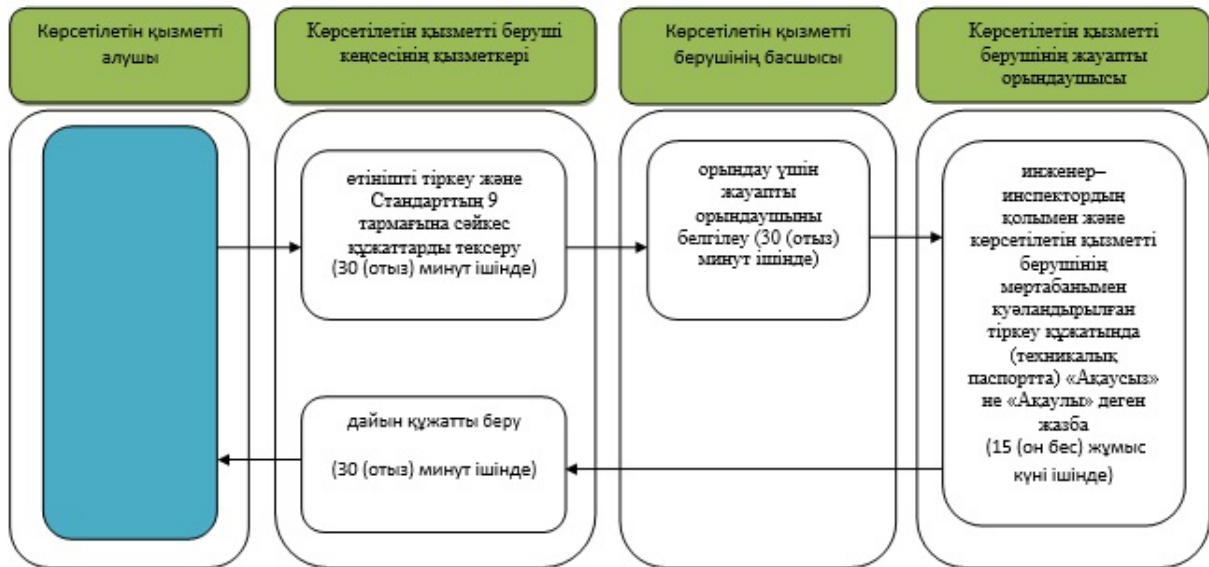 Көрсетілетін қызметті
алушы
Көрсетілетін қызметті беруші
кеңсесінің қызметкері
Көрсетілетін қызметті
берушінің басшысы
Көрсетілетін қызметті
берушінің жауапты
орындаушысы
өтінішті тіркеу және
Стандарттың 9
тармағына сәйкес
құжаттарды тексеру
(30 (отыз) минут ішінде)
орындау үшін
жауапты
орындаушыны
белгілеу (30 (отыз)
минут ішінде)
инженер–
инспектордың
қолымен және
көрсетілетін қызметті
берушінің
мөртабанымен
куәландырылған
тіркеу құжатында
(техникалық
паспортта) «Ақаусыз»
не «Ақаулы» деген
жазба
(15 (он бес) жұмыс
күні ішінде)
дайын құжатты беру
(30 (отыз) минут ішінде)